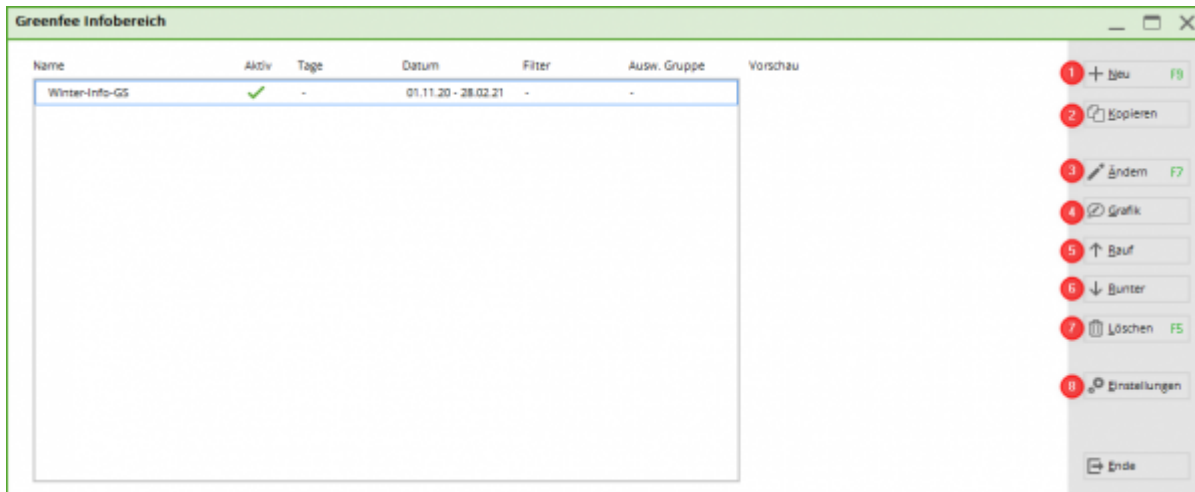 Greenfee Infobereich
Name Aktiv Tage Datum Filter Ausw. Gruppe Vorschau
Winter-Info-GS - 01.11.20 - 28.02.21 - -
1 Neu F9
2 Kopieren
3 Ändern F7
4 Grafik
5 Rauf
6 Runter
7 Löschen F5
8 Einstellungen
Ende